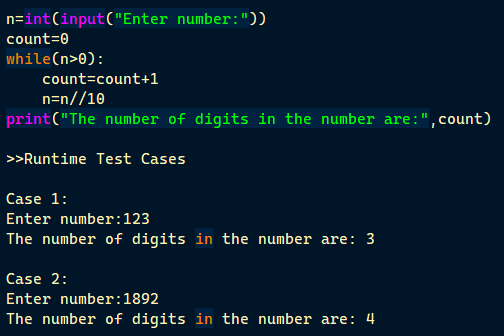 n=int(input("Enter number:"))
count=0
while(n>0):
    count=count+1
    n=n//10
print("The number of digits in the number are:",count)
>>Runtime Test Cases
Case 1:
Enter number:123
The number of digits in the number are: 3
Case 2:
Enter number:1892
The number of digits in the number are: 4